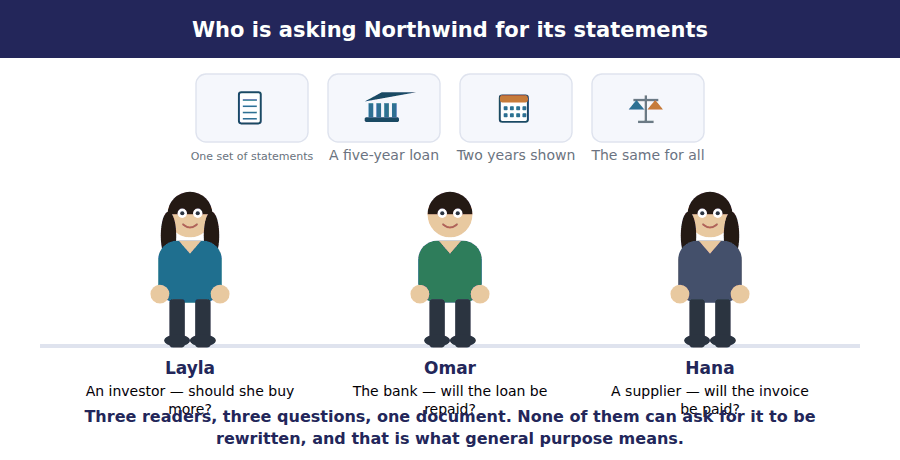 Who is asking Northwind for its statements
One set of statements
A five-year loan
Two years shown
The same for all
Layla
Omar
Hana
An investor — should she buy
more?
The bank — will the loan be
repaid?
A supplier — will the invoice
be paid?
Three readers, three questions, one document. None of them can ask for it to be
rewritten, and that is what general purpose means.